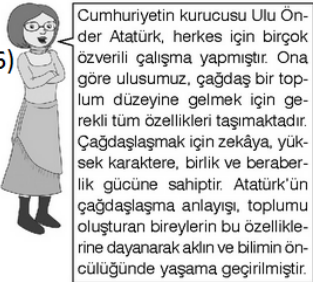 5)
Cumhuriyetin kurucusu Ulu Ön-
der Atatürk, herkes için birçok
özverili çalışma yapmıştır. Ona
göre ulusumuz, çağdaş bir top-
lum düzeyine gelmek için ge-
rekli tüm özellikleri taşımaktadır.
Çağdaşlaşmak için zekâya, yük-
sek karaktere, birlik ve beraber-
lik gücüne sahiptir. Atatürk'ün
çağdaşlaşma anlayışı, toplumu
oluşturan bireylerin bu özellikle-
rine dayanarak aklın ve bilimin ön-
cülüğünde yaşama geçirilmiştir.